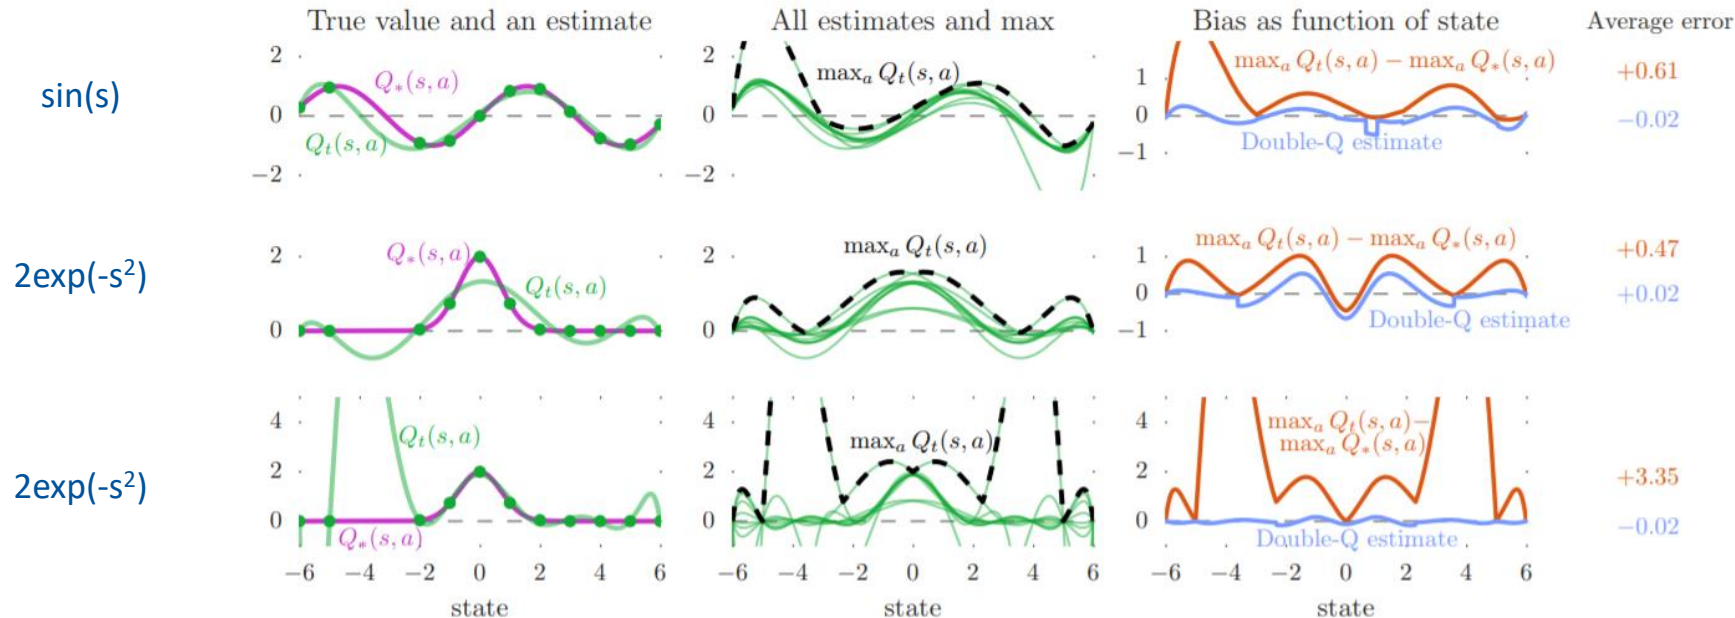 True value and an estimate
All estimates and max
Bias as function of state
Average error
sin(s)
2
0
−2
Q*(s, a)
Qt(s, a)
2
0
−2
maxa Qt(s, a)
1
0
−1
maxa Qt(s, a) − maxa Q*(s, a)
Double-Q estimate
+0.61
−0.02
2exp(-s²)
2
0
Q*(s, a)
Qt(s, a)
2
0
maxa Qt(s, a)
1
0
−1
maxa Qt(s, a) − maxa Q*(s, a)
Double-Q estimate
+0.47
+0.02
2exp(-s²)
4
2
0
Qt(s, a)
Q*(s, a)
4
2
0
maxa Qt(s, a)
4
2
0
maxa Qt(s, a)−
maxa Q*(s, a)
Double-Q estimate
+3.35
−0.02
−6 −4 −2 0 2 4 6
state
−6 −4 −2 0 2 4 6
state
−6 −4 −2 0 2 4 6
state